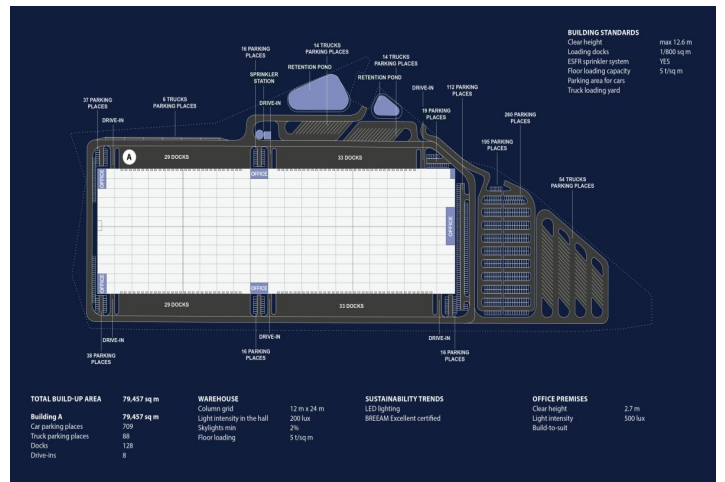 BUILDING STANDARDS
Clear height max 12.6 m
Loading docks 1/800 sq m
ESFR sprinkler system YES
Floor loading capacity 5 t/sq m
Parking area for cars
Truck loading yard
16 PARKING
PLACES
14 TRUCKS
PARKING PLACES
14 TRUCKS
PARKING PLACES
RETENTION POND
RETENTION POND
SPRINKLER
STATION
DRIVE-IN
DRIVE-IN
112 PARKING
PLACES
37 PARKING
PLACES
6 TRUCKS
PARKING PLACES
19 PARKING
PLACES
260 PARKING
PLACES
DRIVE-IN
195 PARKING
PLACES
A
29 DOCKS
33 DOCKS
54 TRUCKS
PARKING PLACES
OFFICE
OFFICE
OFFICE
OFFICE
OFFICE
29 DOCKS
33 DOCKS
DRIVE-IN
DRIVE-IN
DRIVE-IN
38 PARKING
PLACES
16 PARKING
PLACES
16 PARKING
PLACES
TOTAL BUILD-UP AREA 79,457 sq m
Building A 79,457 sq m
Car parking places 709
Truck parking places 88
Docks 128
Drive-ins 8
WAREHOUSE
Column grid 12 m x 24 m
Light intensity in the hall 200 lux
Skylights min 2%
Floor loading 5 t/sq m
SUSTAINABILITY TRENDS
LED lighting
BREEAM Excellent certified
OFFICE PREMISES
Clear height 2.7 m
Light intensity 500 lux
Build-to-suit